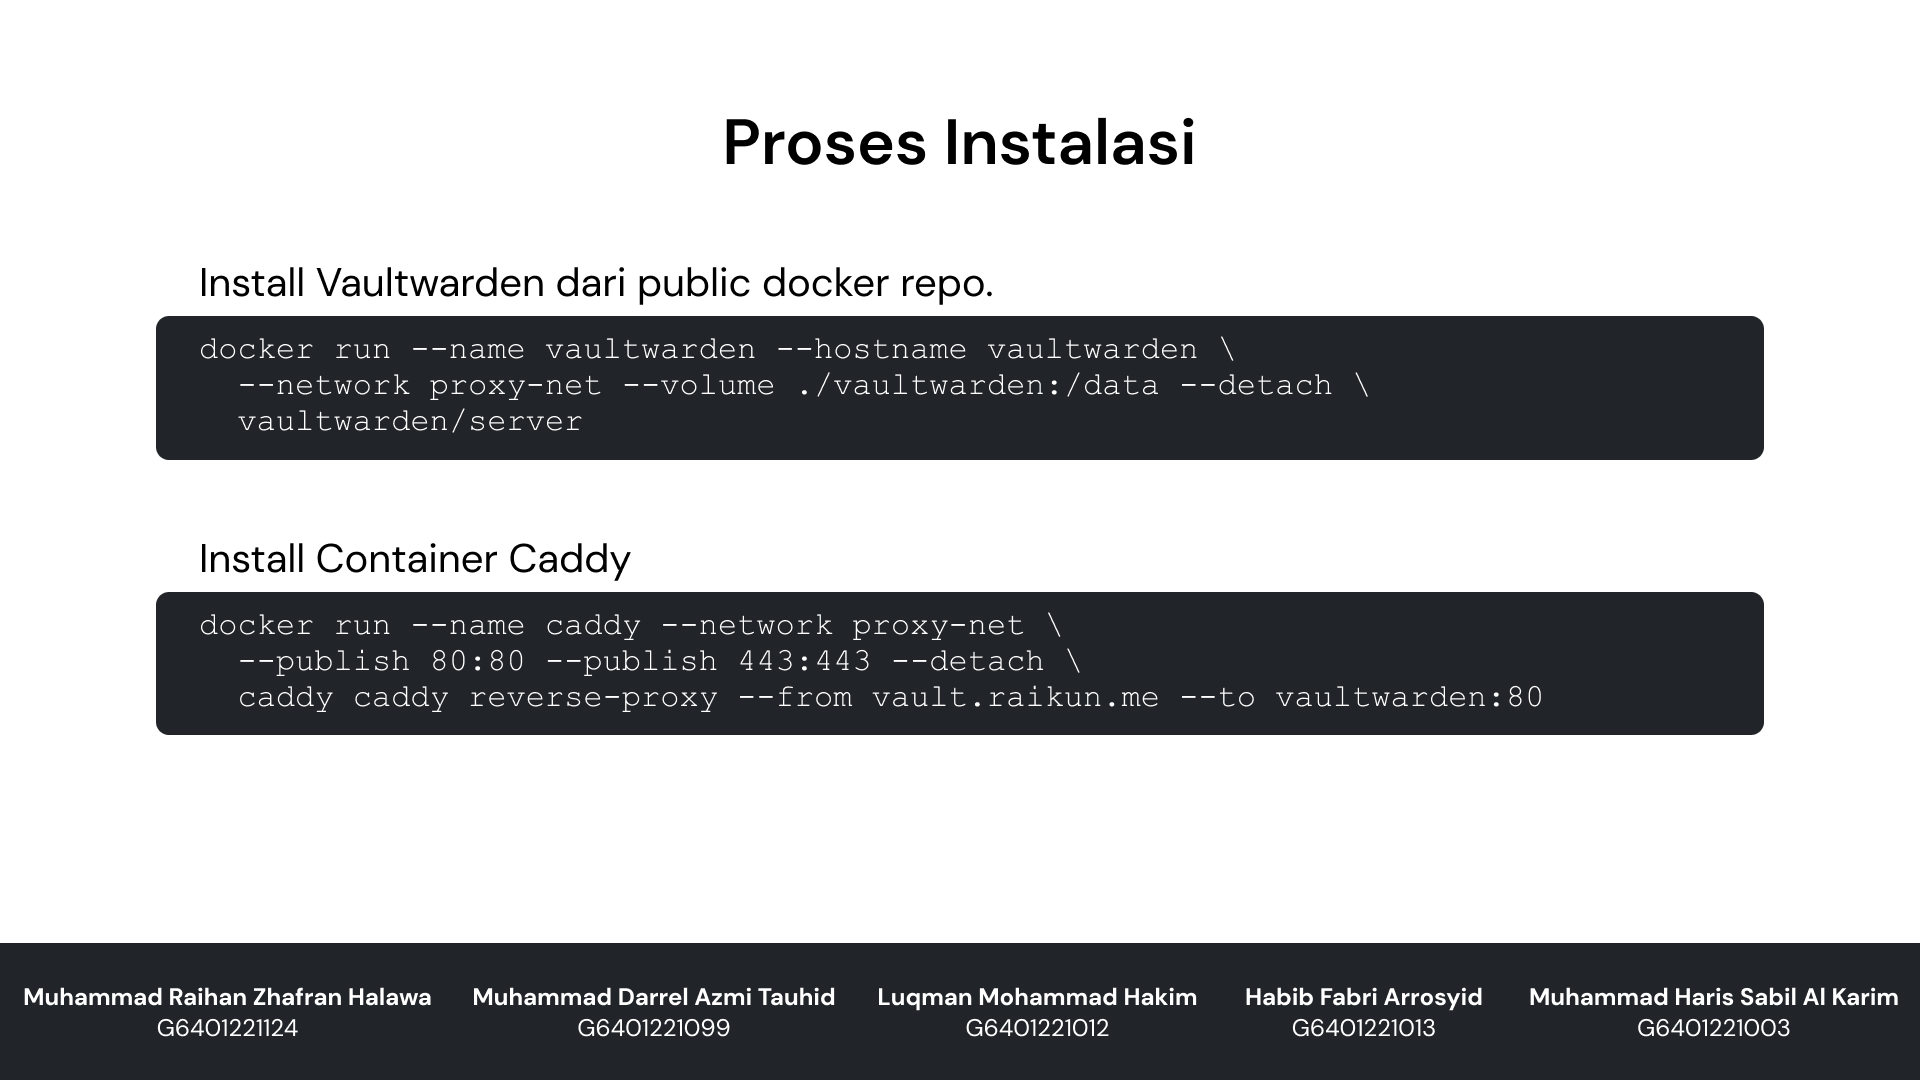 Proses Instalasi
Install Vaultwarden dari public docker repo.
docker run --name vaultwarden --hostname vaultwarden \
  --network proxy-net --volume ./vaultwarden:/data --detach \
  vaultwarden/server
Install Container Caddy
docker run --name caddy --network proxy-net \
  --publish 80:80 --publish 443:443 --detach \
  caddy caddy reverse-proxy --from vault.raikun.me --to vaultwarden:80
Muhammad Raihan Zhafran Halawa
G6401221124
Muhammad Darrel Azmi Tauhid
G6401221099
Luqman Mohammad Hakim
G6401221012
Habib Fabri Arrosyid
G6401221013
Muhammad Haris Sabil Al Karim
G6401221003